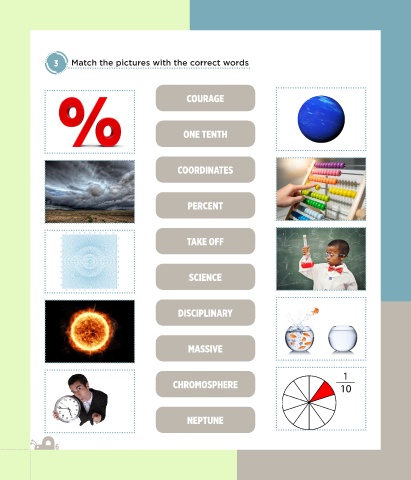 3 Match the pictures with the correct words
%
COURAGE
ONE TENTH
COORDINATES
PERCENT
TAKE OFF
SCIENCE
DISCIPLINARY
MASSIVE
CHROMOSPHERE
NEPTUNE
1
10